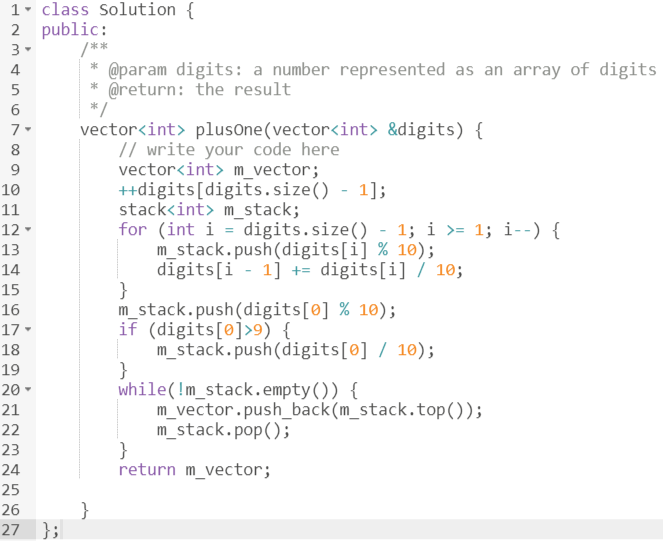 1 class Solution {
2 public:
3     /**
4      * @param digits: a number represented as an array of digits
5      * @return: the result
6      */
7     vector<int> plusOne(vector<int> &digits) {
8         // write your code here
9         vector<int> m_vector;
10         ++digits[digits.size() - 1];
11         stack<int> m_stack;
12         for (int i = digits.size() - 1; i >= 1; i--) {
13             m_stack.push(digits[i] % 10);
14             digits[i - 1] += digits[i] / 10;
15         }
16         m_stack.push(digits[0] % 10);
17         if (digits[0]>9) {
18             m_stack.push(digits[0] / 10);
19         }
20         while(!m_stack.empty()) {
21             m_vector.push_back(m_stack.top());
22             m_stack.pop();
23         }
24         return m_vector;
25
26     }
27 };